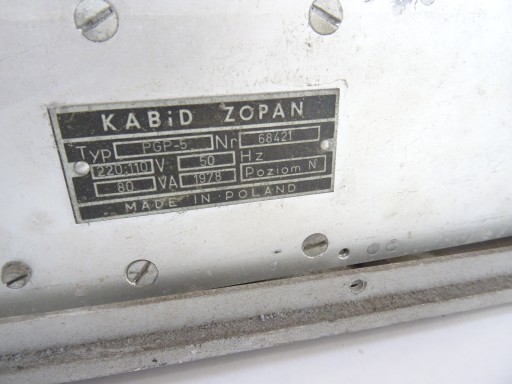 KABiD ZOPAN
Typ PGP-5 Nr 68421
220-110 V 50 Hz
80 VA 1978 Poziom N
MADE IN POLAND